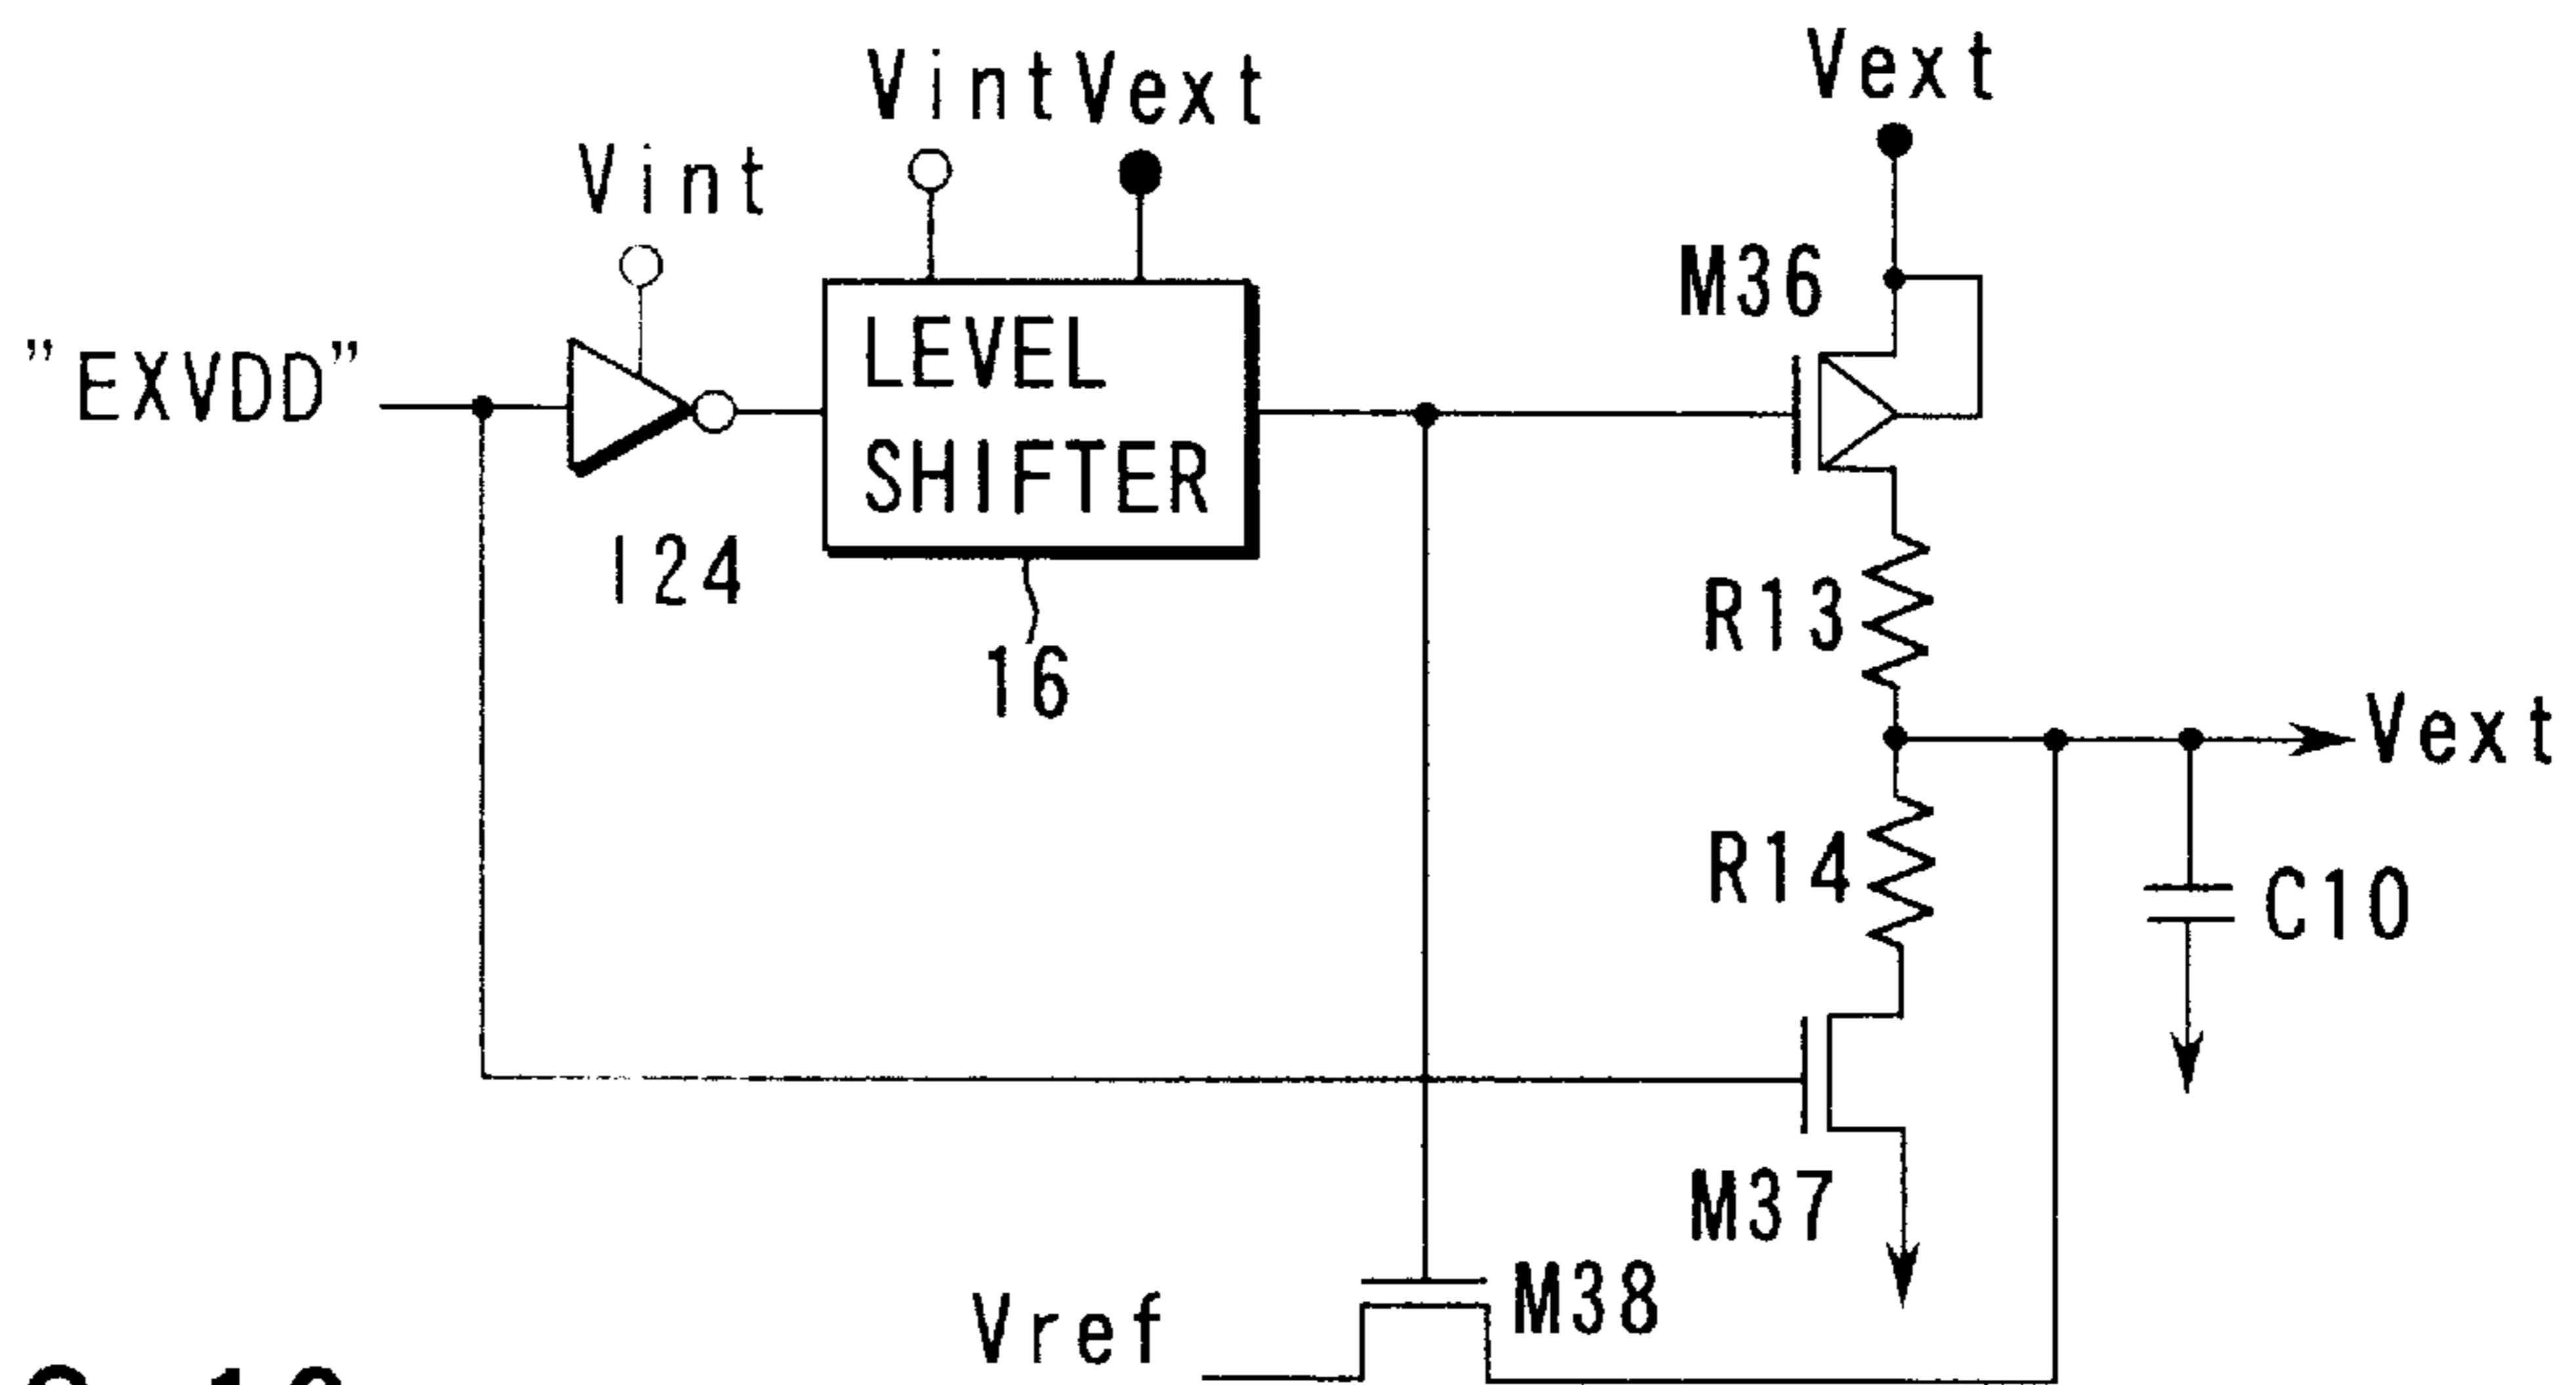 Vint
Vint Vext
Vext
"EXVDD"
I24
LEVEL
SHIFTER
16
M36
R13
Vext
R14
C10
M37
M38
Vref